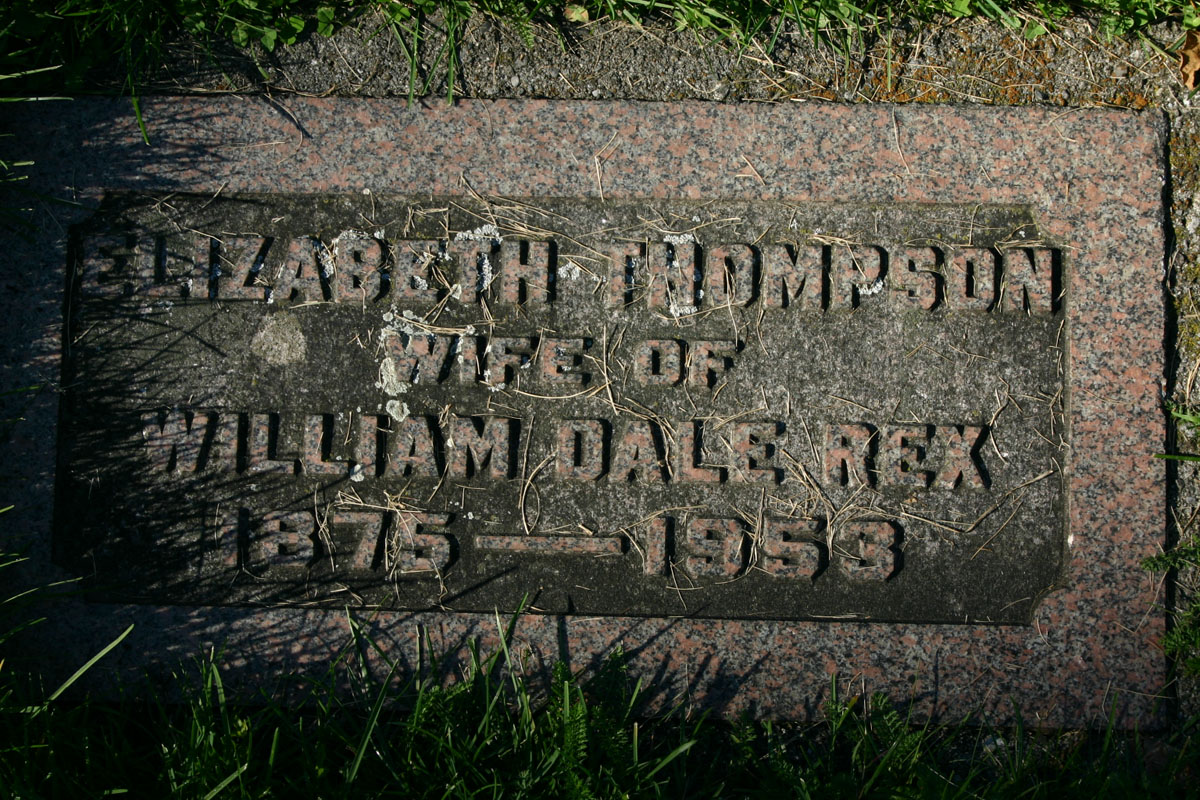 ELIZABETH THOMPSON
WIFE OF
WILLIAM DALE REX
1875—1953